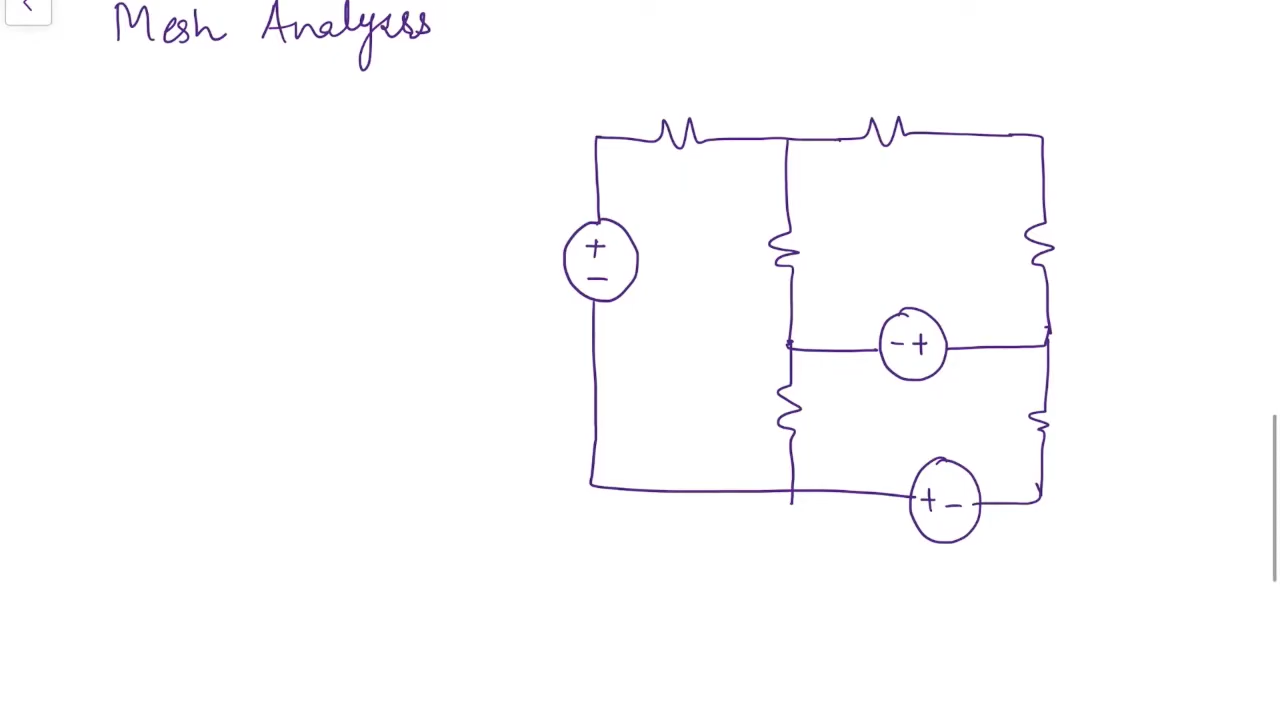 Mesh Analysis
+
-
- +
+ -